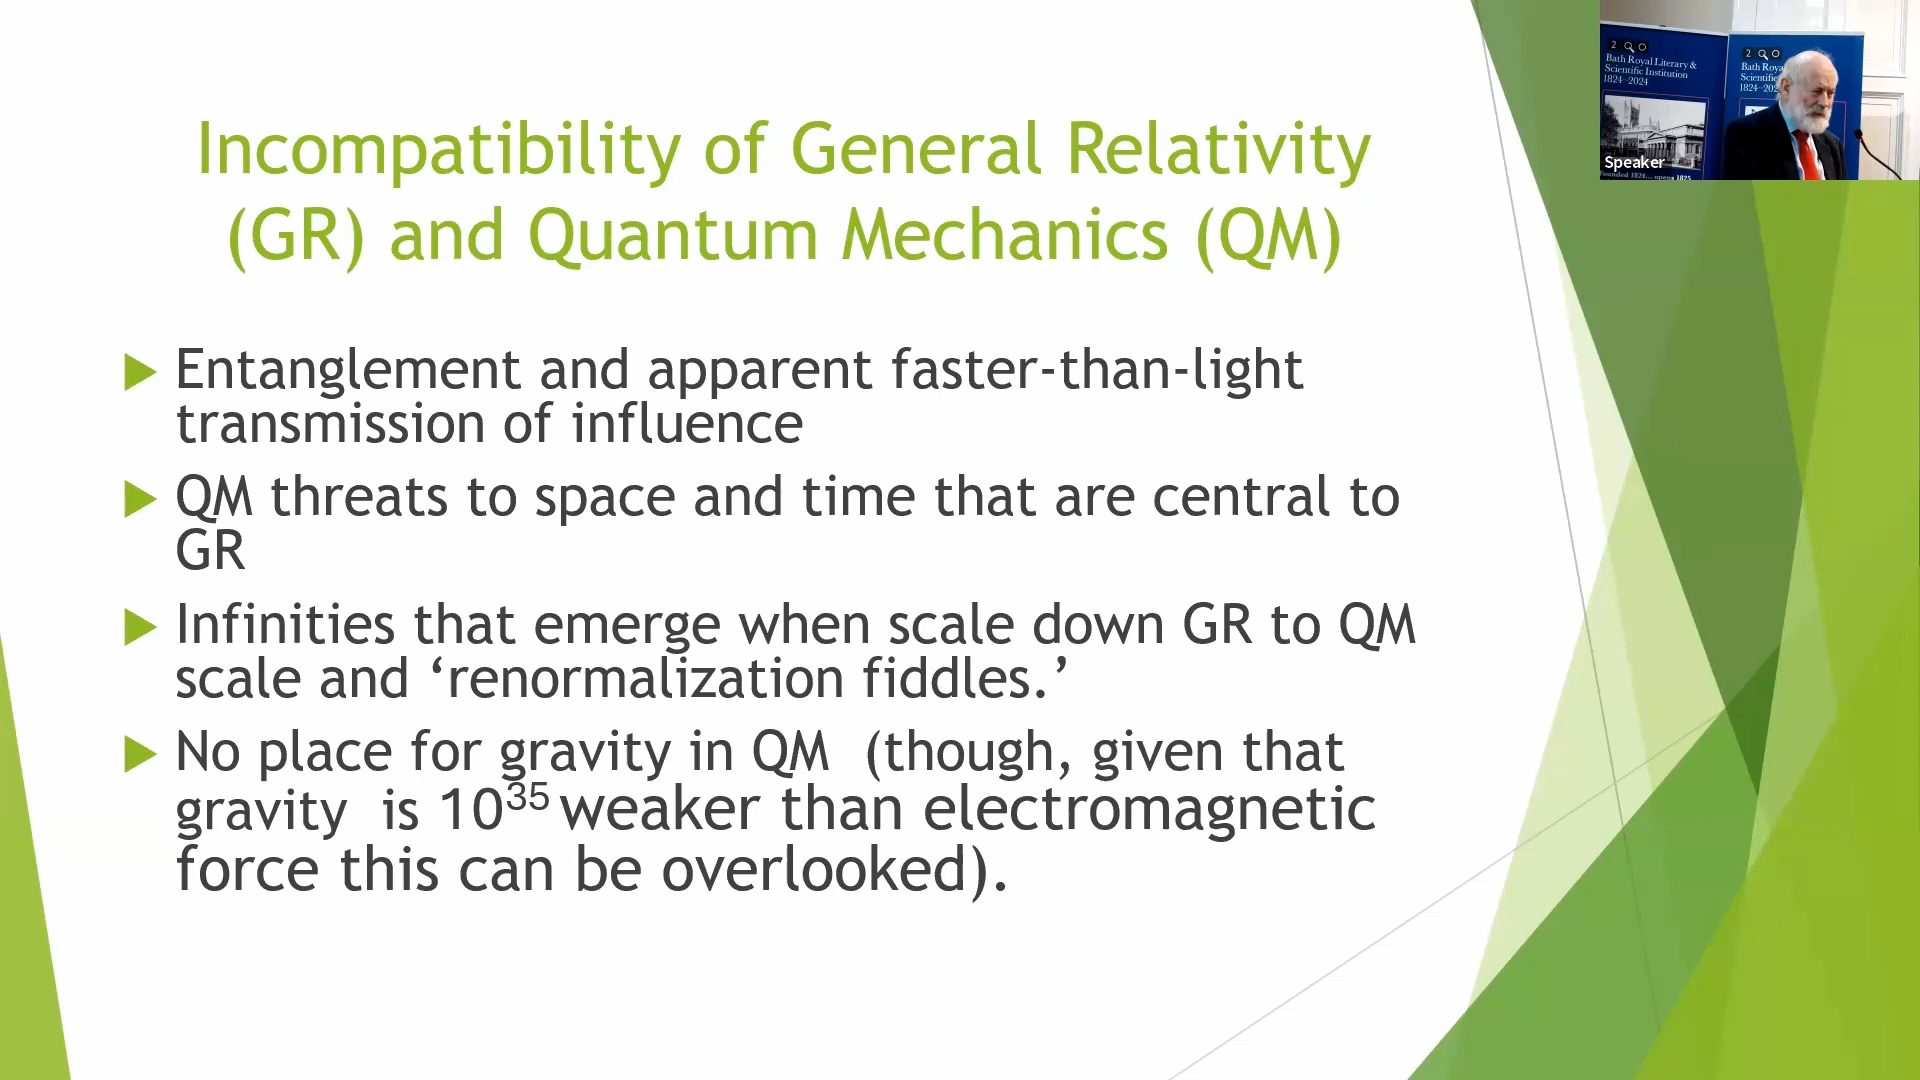 Incompatibility of General Relativity
(GR) and Quantum Mechanics (QM)
Entanglement and apparent faster-than-light
transmission of influence
QM threats to space and time that are central to
GR
Infinities that emerge when scale down GR to QM
scale and ‘renormalization fiddles.’
No place for gravity in QM (though, given that
gravity is 10³⁵ weaker than electromagnetic
force this can be overlooked).
Bath Royal Literary &
Scientific Institution
1824–2024
Speaker
Founded 1824... opens 1825
Bath Roya
Scientific